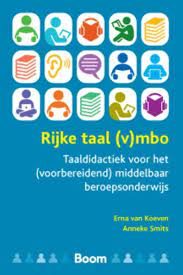 Rijke taal (v)mbo
Taaldidactiek voor het
(voorbereidend) middelbaar
beroepsonderwijs
Erna van Koeven
Anneke Smits
Boom